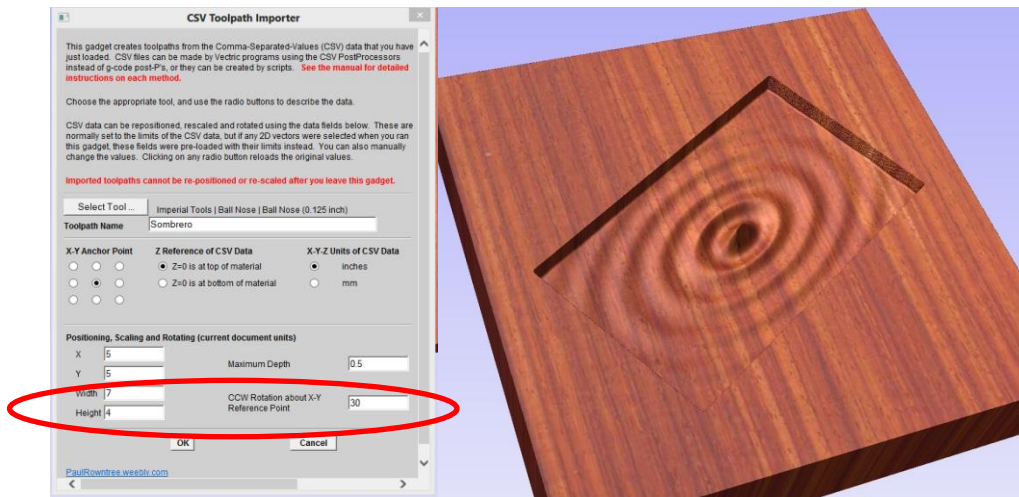 CSV Toolpath Importer
This gadget creates toolpaths from the Comma-Separated-Values (CSV) data that you have
just loaded. CSV files can be made by Vectric programs using the CSV PostProcessors
instead of g-code post-P's, or they can be created by scripts. See the manual for detailed
instructions on each method.
Choose the appropriate tool, and use the radio buttons to describe the data.
CSV data can be repositioned, rescaled and rotated using the data fields below. These are
normally set to the limits of the CSV data, but if any 2D vectors were selected when you ran
this gadget, these fields were pre-loaded with their limits instead. You can also manually
change the values. Clicking on any radio button reloads the original values.
Imported toolpaths cannot be re-positioned or re-scaled after you leave this gadget.
Select Tool ... Imperial Tools | Ball Nose | Ball Nose (0.125 inch)
Toolpath Name Sombrero
X-Y Anchor Point Z Reference of CSV Data X-Y-Z Units of CSV Data
Z=0 is at top of material inches
Z=0 is at bottom of material mm
Positioning, Scaling and Rotating (current document units)
X 5
Maximum Depth 0.5
Y 5
Width 7
CCW Rotation about X-Y
Reference Point 30
Height 4
OK Cancel
PaulRowntree.weebly.com